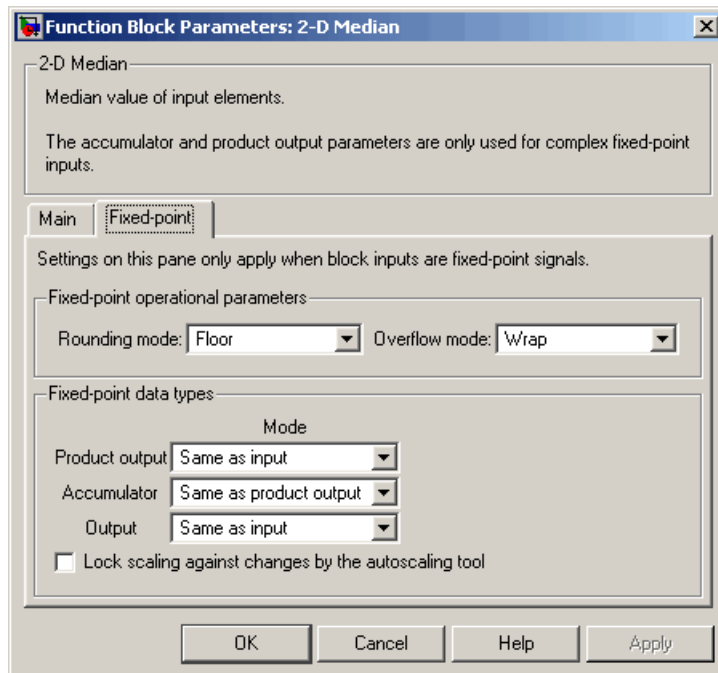 Function Block Parameters: 2-D Median
2-D Median
Median value of input elements.
The accumulator and product output parameters are only used for complex fixed-point
inputs.
Main Fixed-point
Settings on this pane only apply when block inputs are fixed-point signals.
Fixed-point operational parameters
Rounding mode: Floor Overflow mode: Wrap
Fixed-point data types
Mode
Product output Same as input
Accumulator Same as product output
Output Same as input
Lock scaling against changes by the autoscaling tool
OK Cancel Help Apply